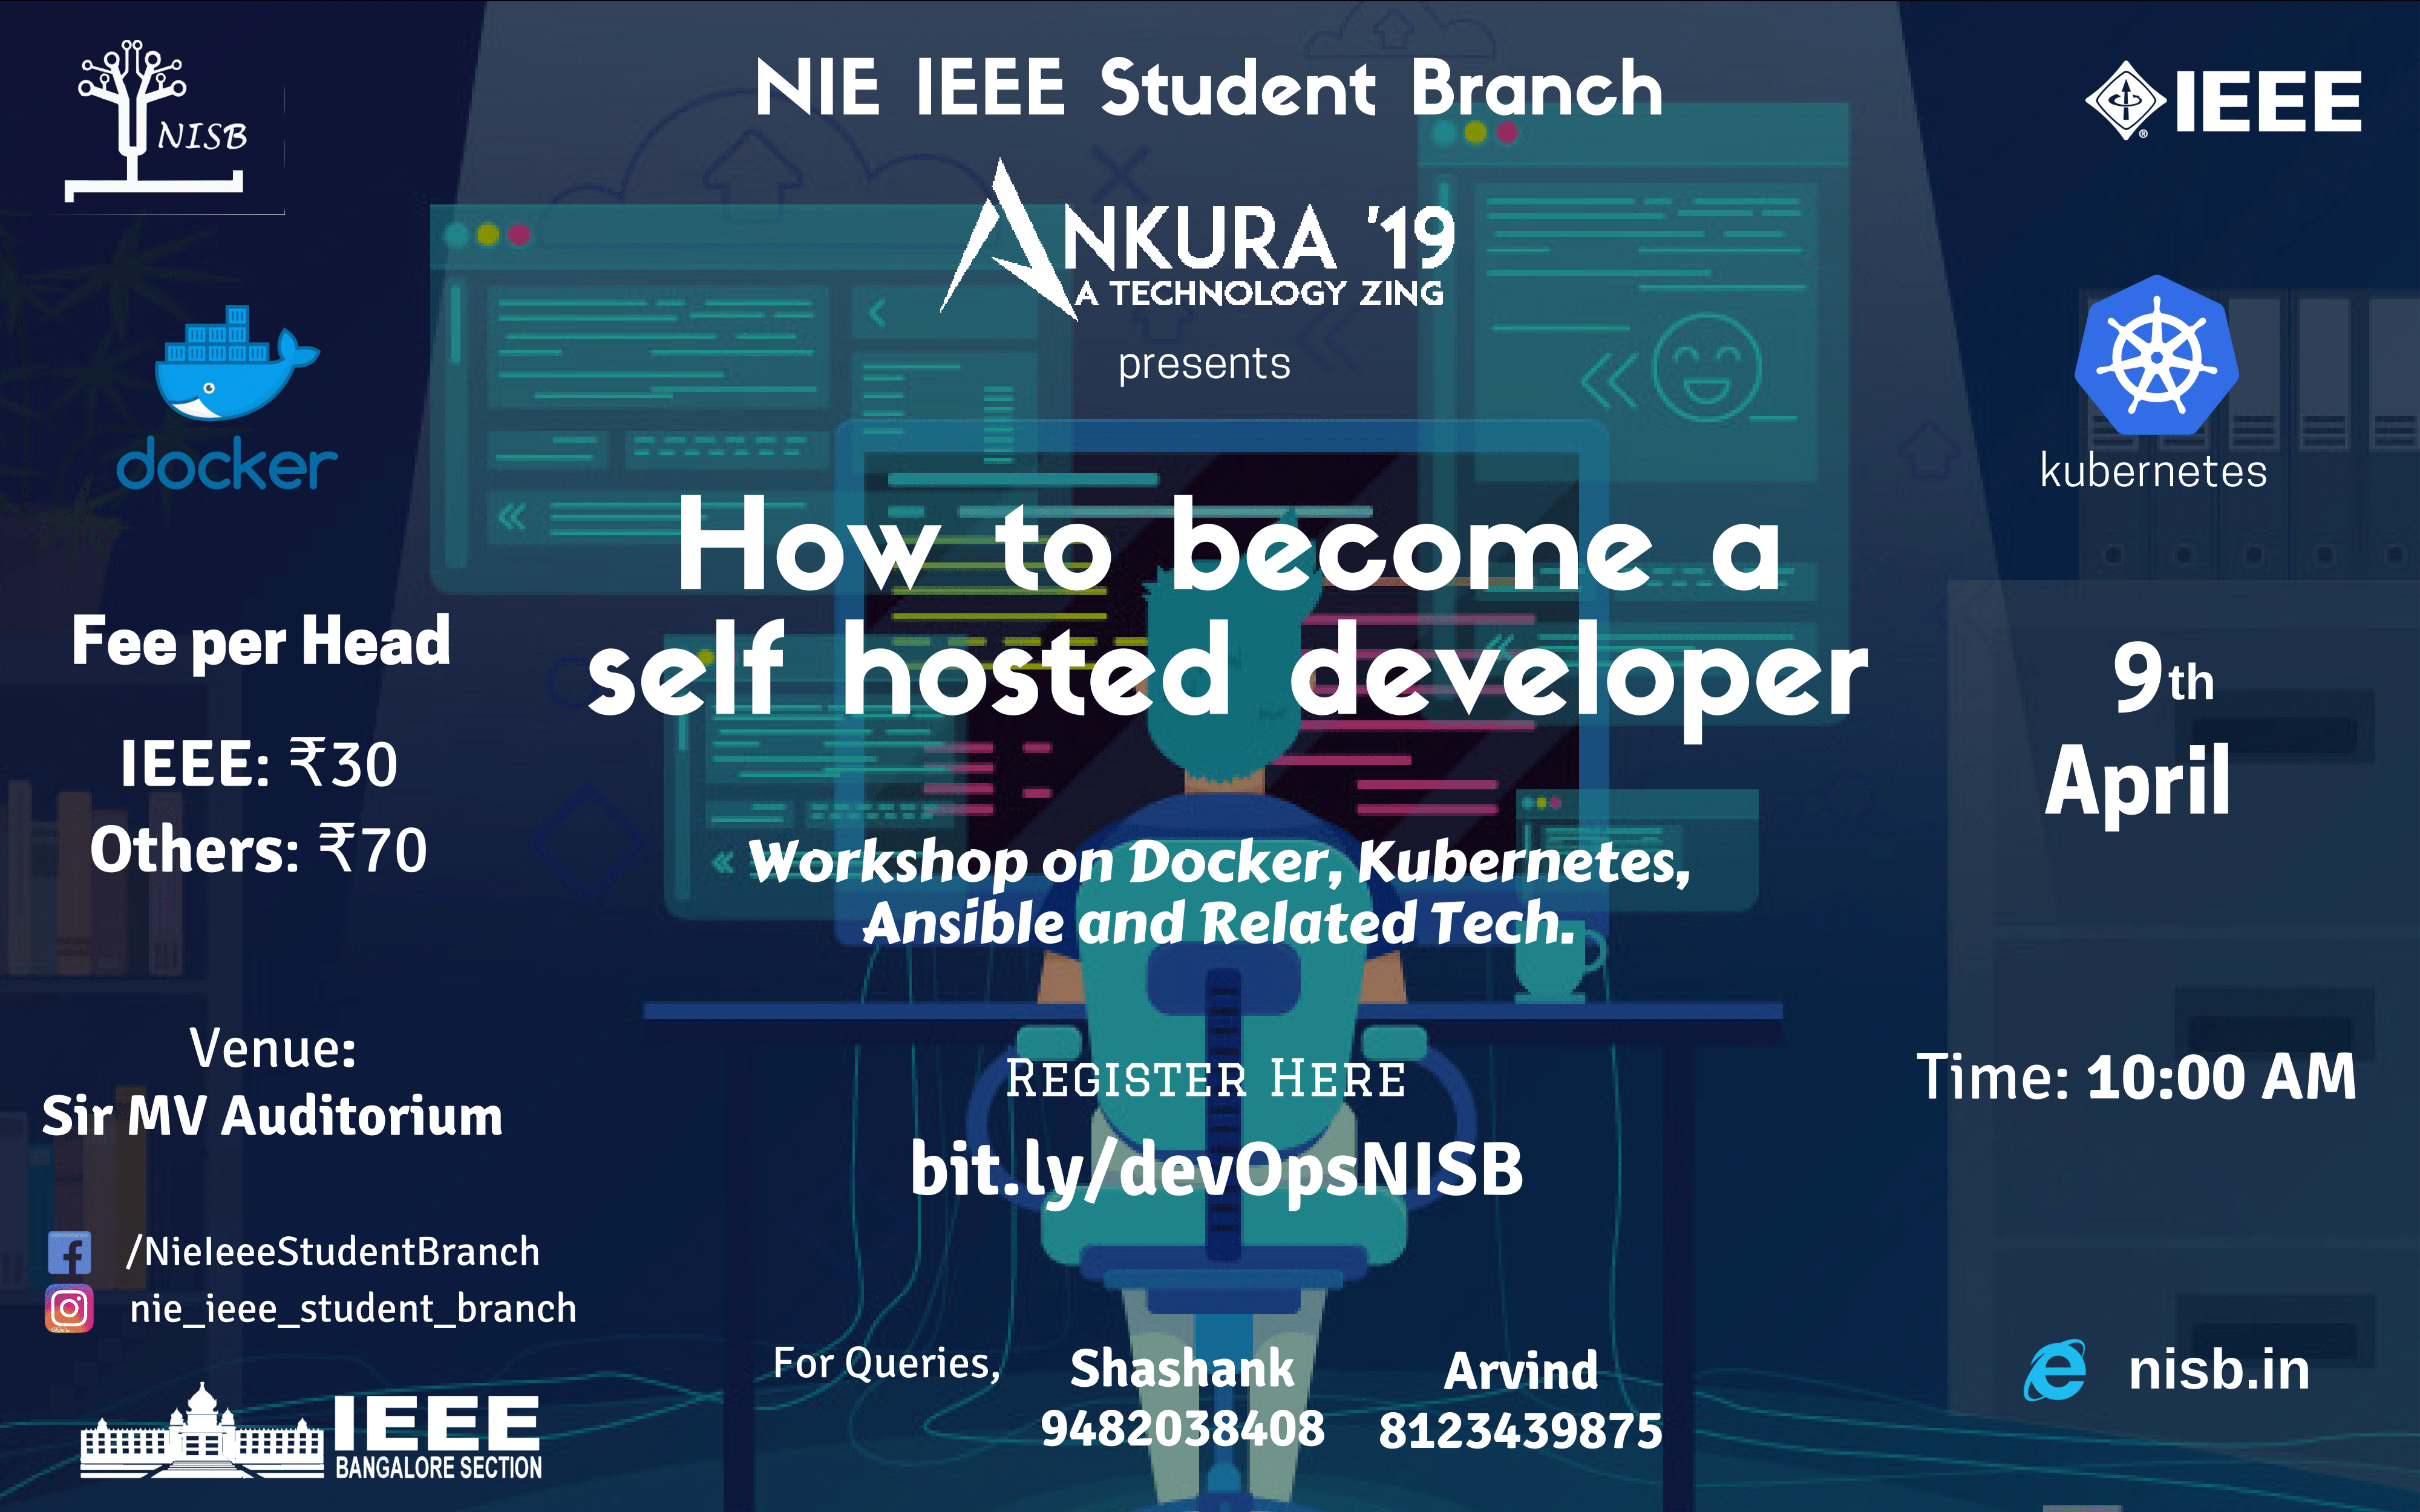 NISB
NIE IEEE Student Branch
IEEE
ANKURA '19
A TECHNOLOGY ZING
presents
docker
kubernetes
How to become a
self hosted developer
Fee per Head
IEEE: ₹30
Others: ₹70
9th
April
Workshop on Docker, Kubernetes,
Ansible and Related Tech.
Venue:
Sir MV Auditorium
Register Here
bit.ly/devOpsNISB
Time: 10:00 AM
/NieIeeeStudentBranch
nie_ieee_student_branch
IEEE
BANGALORE SECTION
For Queries,
Shashank
9482038408
Arvind
8123439875
nisb.in